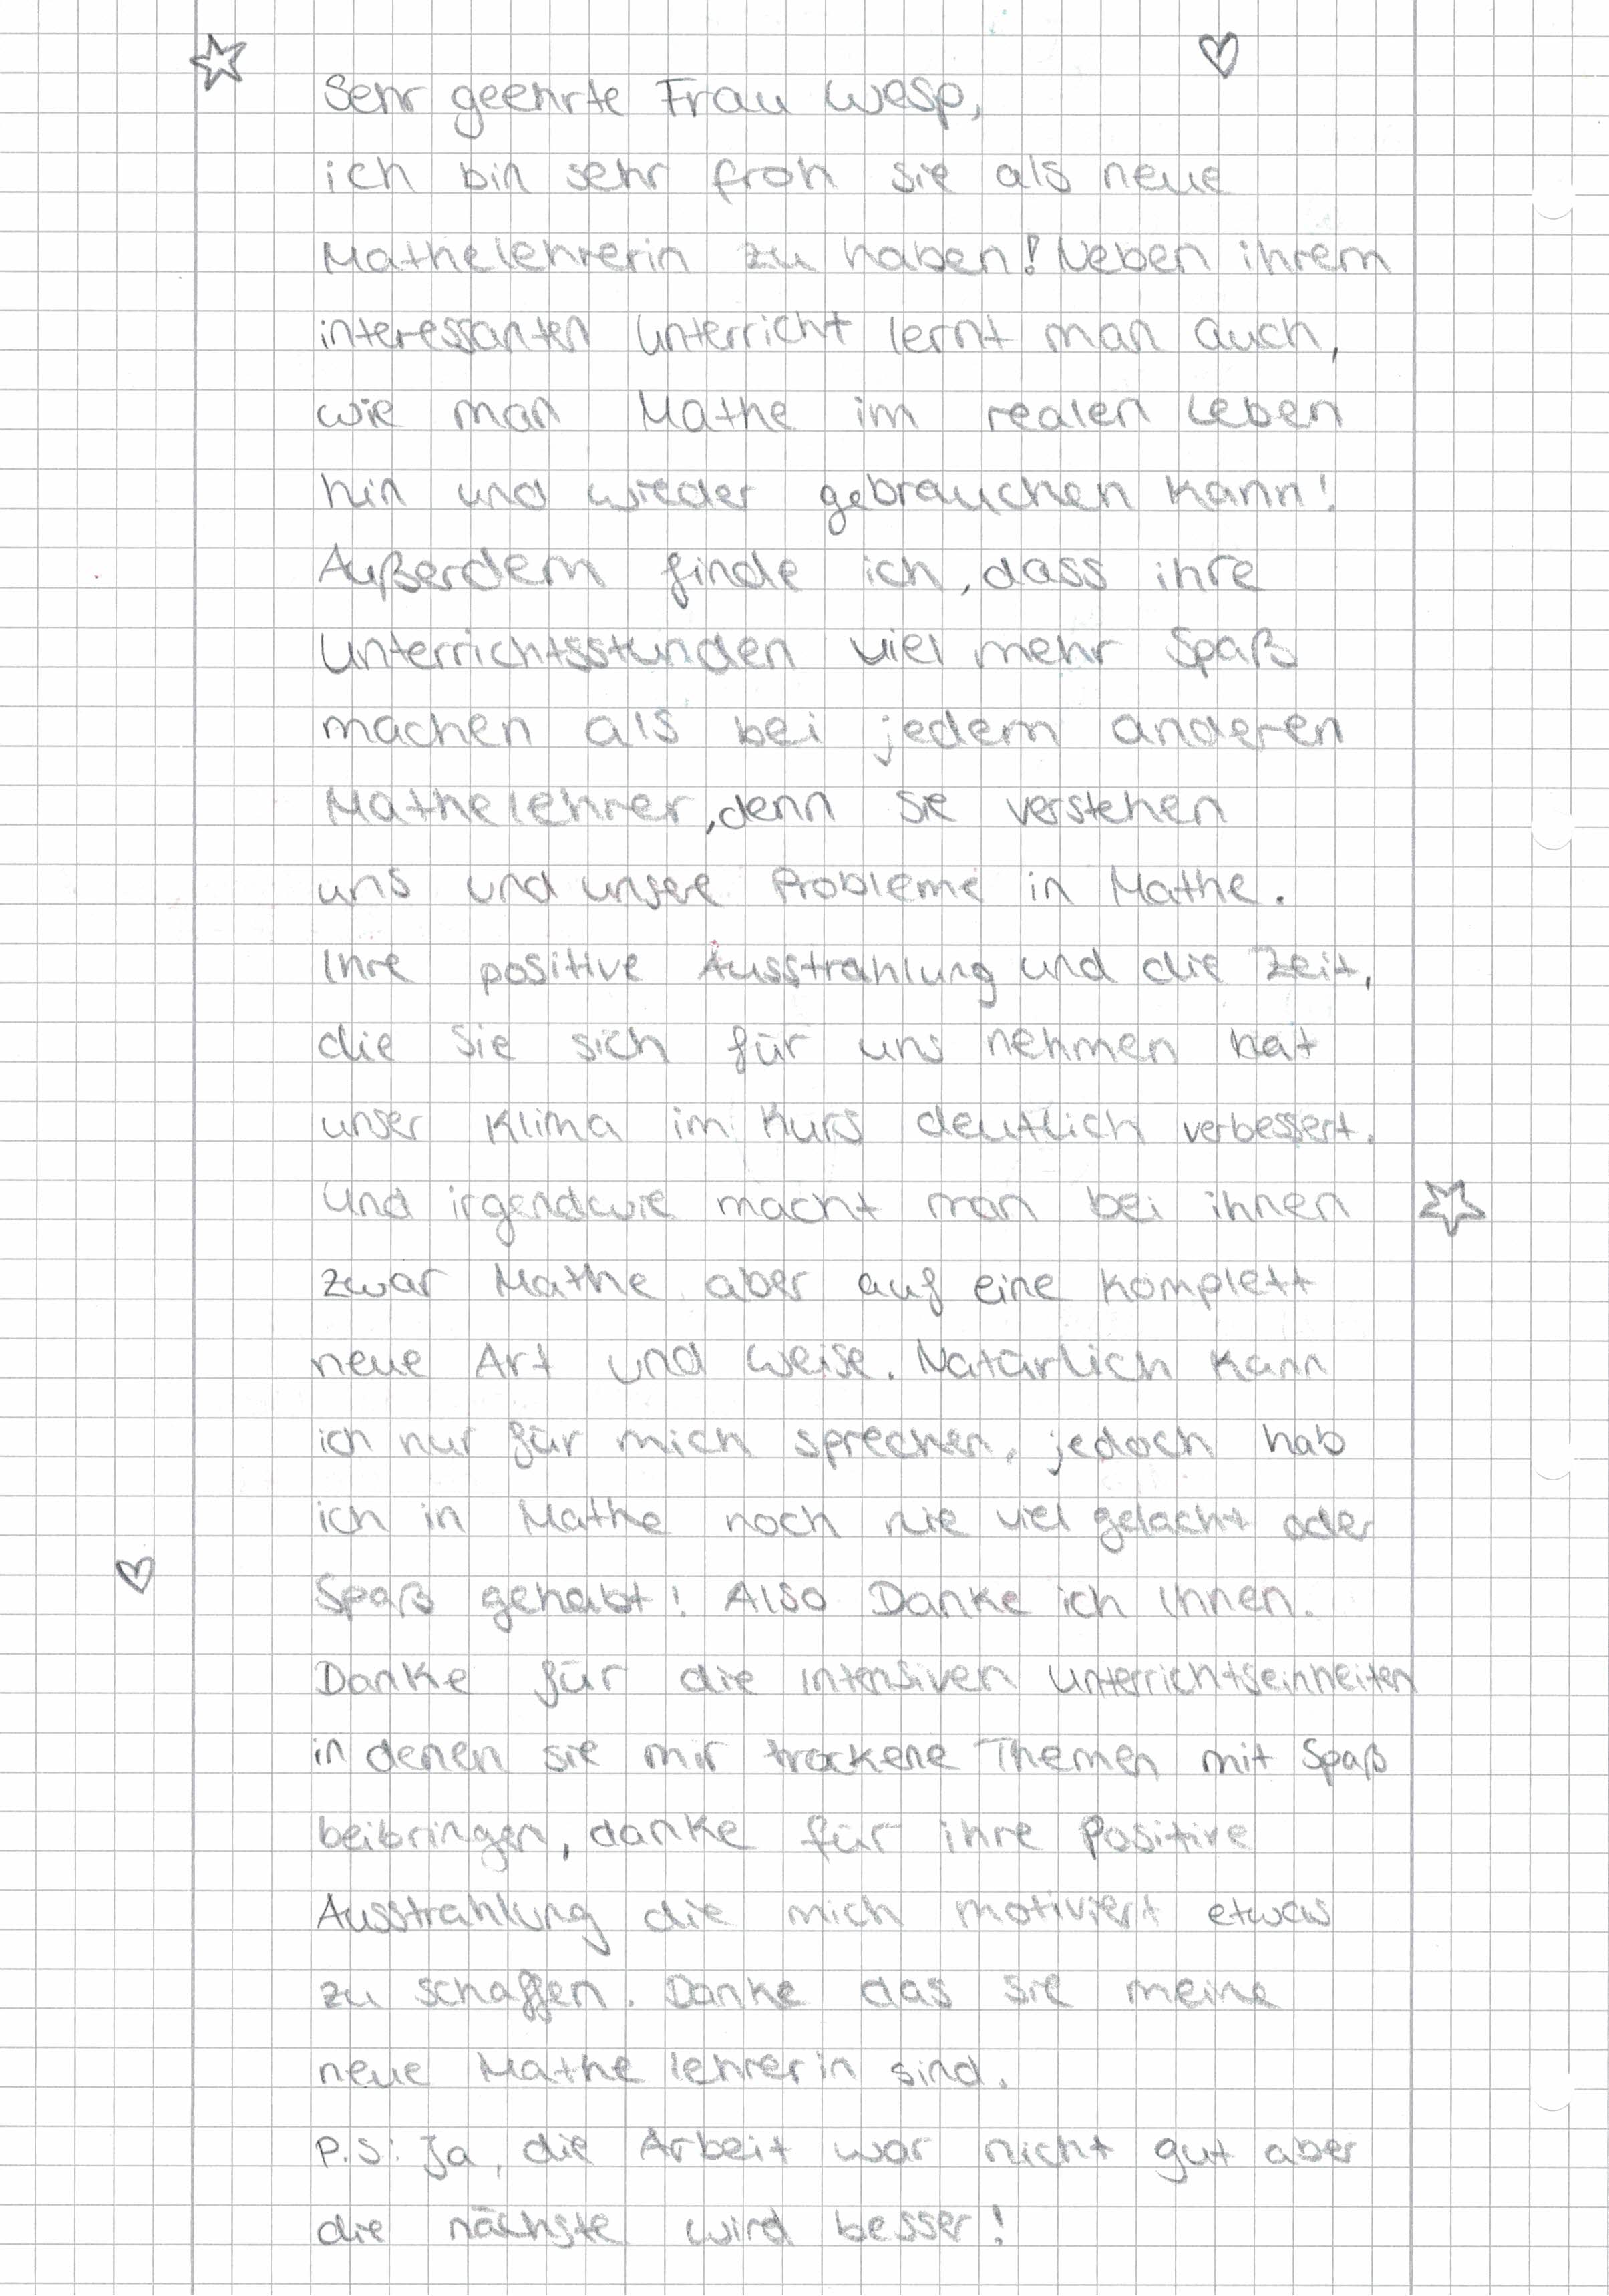 Sehr geehrte Frau Wesp,
ich bin sehr froh sie als neue
Mathelehrerin zu haben! Neben ihrem
interessanten Unterricht lernt man auch,
wie man Mathe im realen Leben
hin und wieder gebrauchen kann!
Außerdem finde ich, dass ihre
Unterrichtsstunden viel mehr Spaß
machen als bei jedem anderen
Mathelehrer, denn sie verstehen
uns und unsere Probleme in Mathe.
Ihre positive Ausstrahlung und die Zeit,
die Sie sich für uns nehmen hat
unser Klima im Kurs deutlich verbessert.
Und irgendwie macht man bei ihnen
zwar Mathe aber auf eine komplett
neue Art und Weise. Natürlich kann
ich nur für mich sprechen, jedoch hab
ich in Mathe noch nie viel gelacht oder
Spaß gehabt! Also Danke ich Ihnen.
Danke für die intensiven Unterrichtseinheiten
in denen sie mir trockene Themen mit Spaß
beibringen, danke für ihre positive
Ausstrahlung die mich motiviert etwas
zu schaffen. Danke das sie meine
neue Mathelehrerin sind.
P.S: Ja, die Arbeit war nicht gut aber
die nächste wird besser!